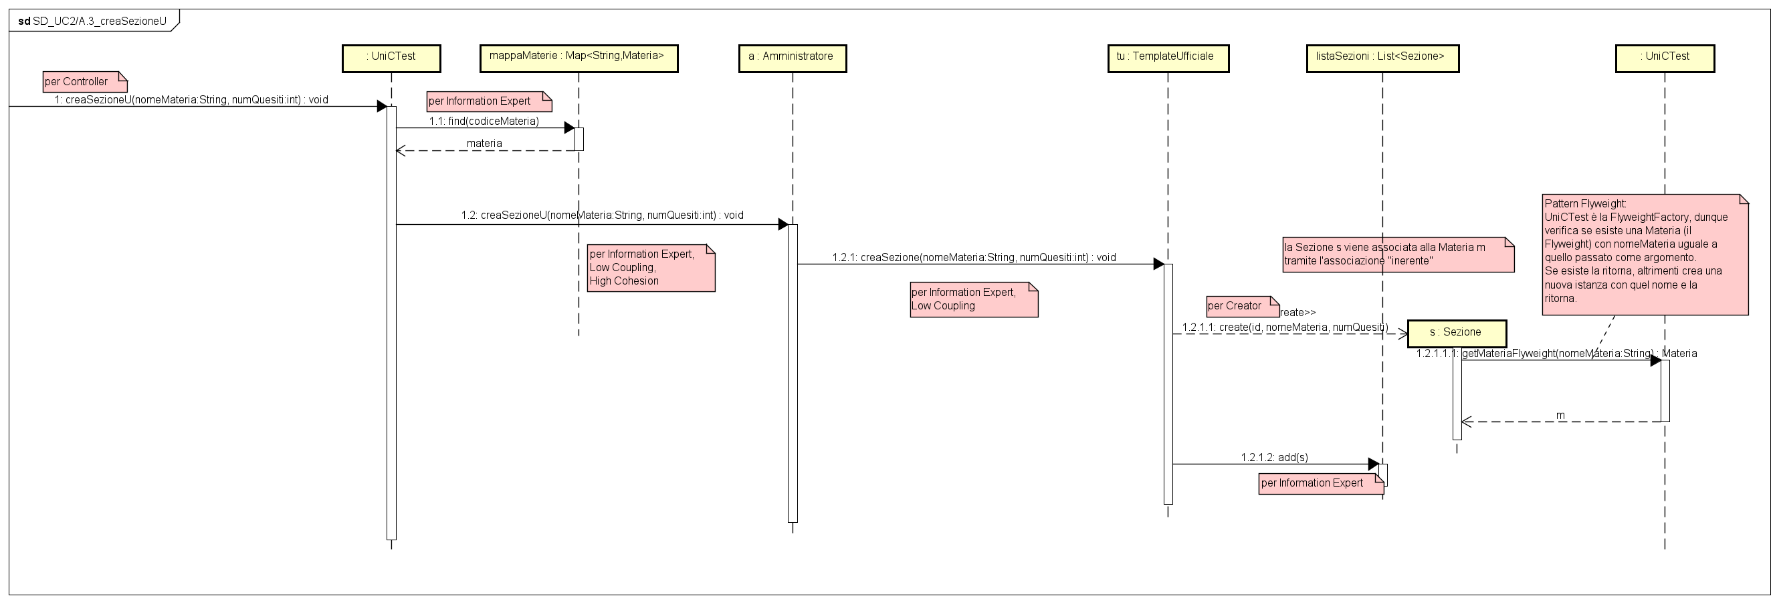 sd SD_UC2/A.3_creaSezioneU
: UniCTest
mappaMaterie : Map<String,Materia>
a : Amministratore
tu : TemplateUfficiale
listaSezioni : List<Sezione>
: UniCTest
per Controller
1: creaSezioneU(nomeMateria:String, numQuesiti:int) : void
per Information Expert
1.1: find(codiceMateria)
materia
1.2: creaSezioneU(nomeMateria:String, numQuesiti:int) : void
per Information Expert,
Low Coupling,
High Cohesion
1.2.1: creaSezione(nomeMateria:String, numQuesiti:int) : void
per Information Expert,
Low Coupling
la Sezione s viene associata alla Materia m
tramite l'associazione "inerente"
Pattern Flyweight:
UniCTest è la FlyweightFactory, dunque
verifica se esiste una Materia (il
Flyweight) con nomeMateria uguale a
quello passato come argomento.
Se esiste la ritorna, altrimenti crea una
nuova istanza con quel nome e la
ritorna.
per Creator
reate>>
1.2.1.1: create(id, nomeMateria, numQuesiti)
s : Sezione
1.2.1.1.1: getMateriaFlyweight(nomeMateria:String) : Materia
m
1.2.1.2: add(s)
per Information Expert